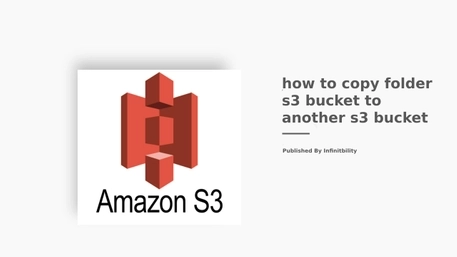 Amazon S3
how to copy folder
s3 bucket to
another s3 bucket
Published By Infinitbility